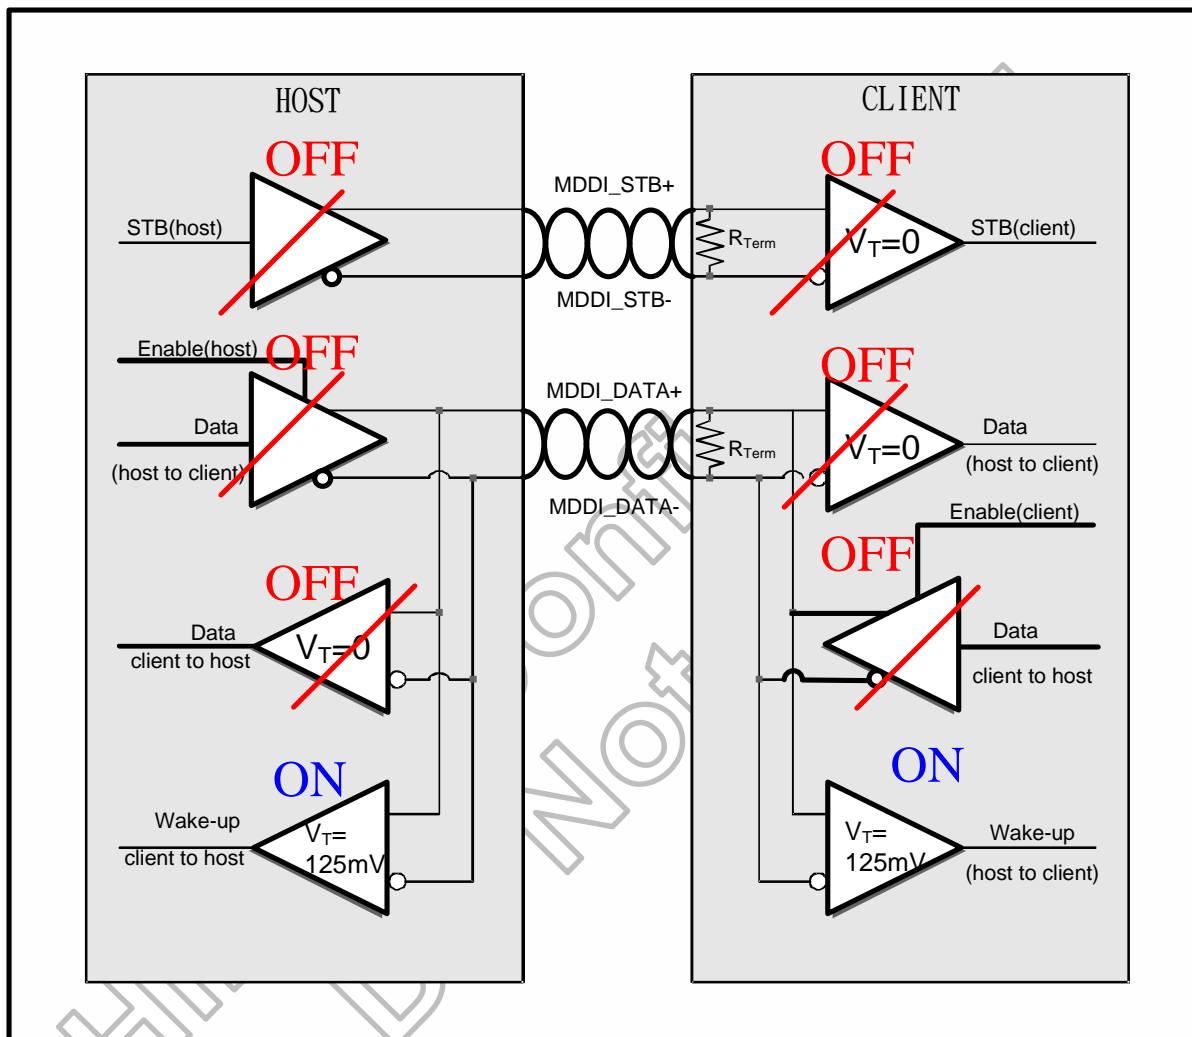 HOST
CLIENT
OFF
OFF
MDDI_STB+
STB(host)
RTerm
VT=0
STB(client)
MDDI_STB-
Enable(host)
OFF
OFF
MDDI_DATA+
Data
(host to client)
RTerm
VT=0
Data
(host to client)
MDDI_DATA-
Enable(client)
OFF
OFF
Data
client to host
VT=0
Data
client to host
ON
ON
Wake-up
client to host
VT=
125mV
VT=
125mV
Wake-up
(host to client)
Not